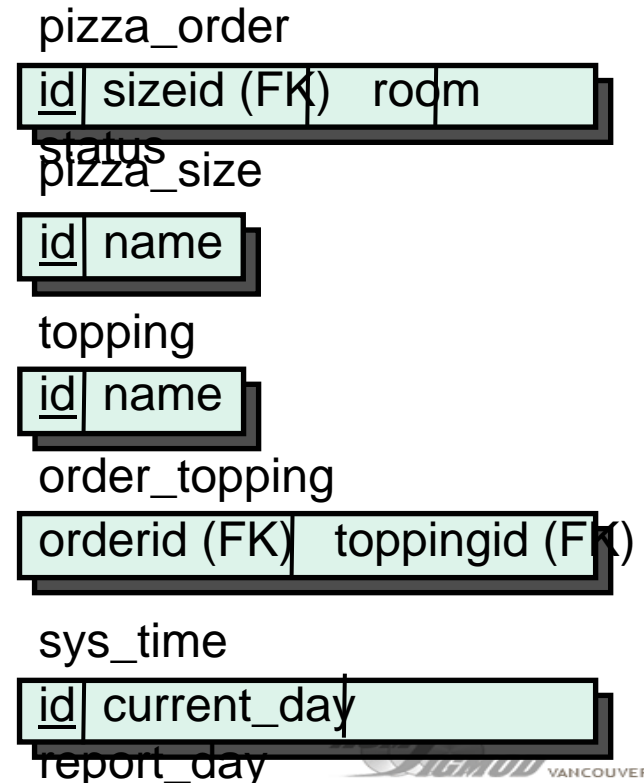 pizza_order
id sizeid (FK) room
status
pizza_size
id name
topping
id name
order_topping
orderid (FK) toppingid (FK)
sys_time
id current_day
report_day
SIGMOD VANCOUVER